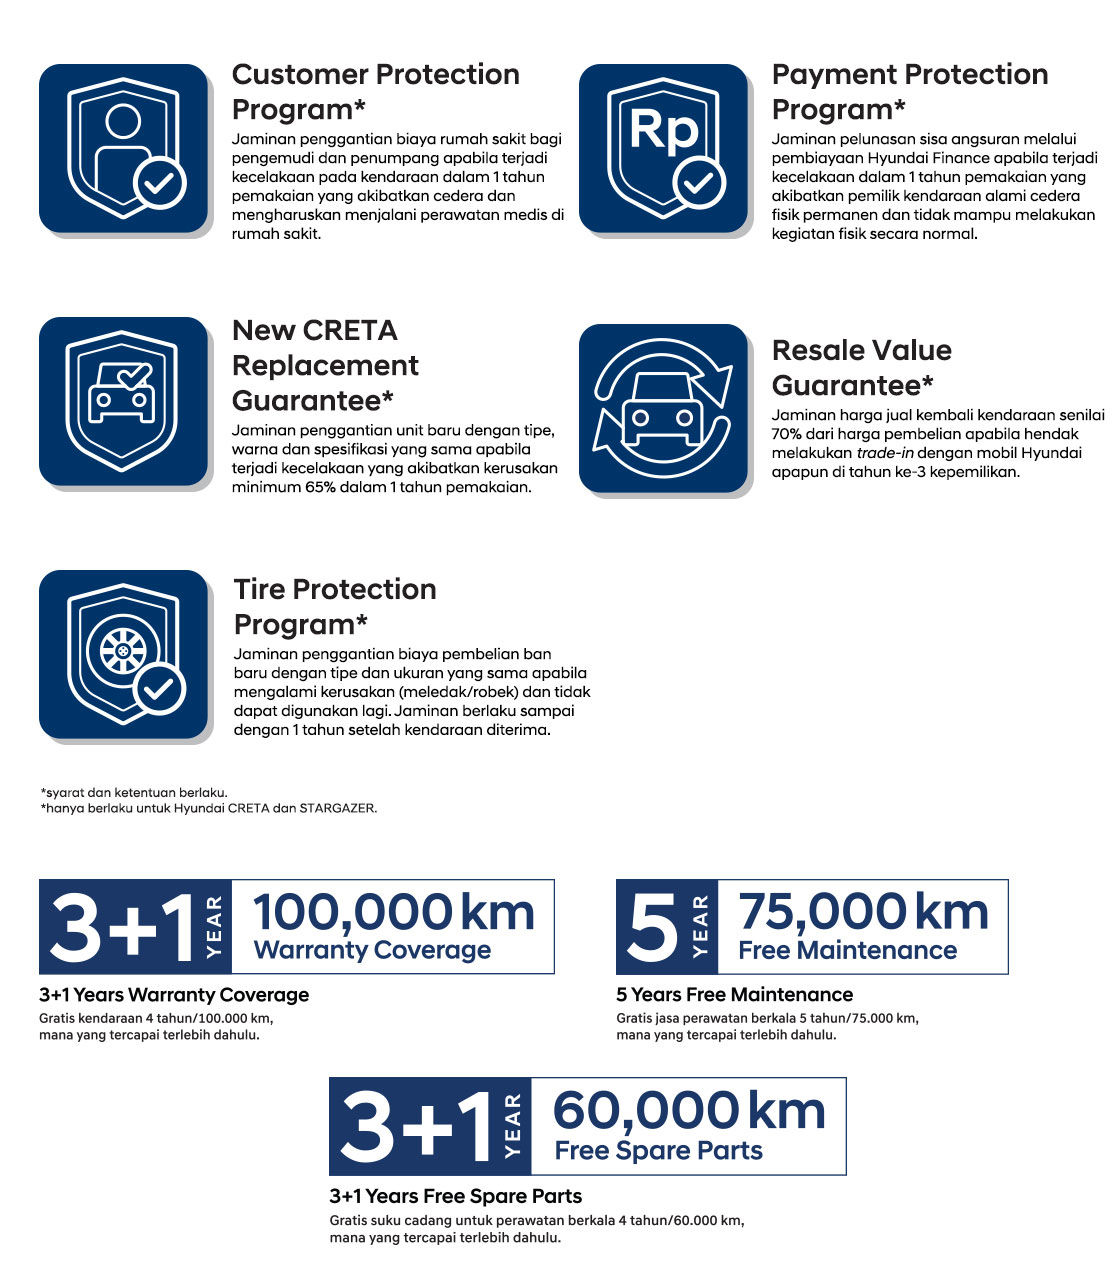 Customer Protection
Program*
Jaminan penggantian biaya rumah sakit bagi
pengemudi dan penumpang apabila terjadi
kecelakaan pada kendaraan dalam 1 tahun
pemakaian yang akibatkan cedera dan
mengharuskan menjalani perawatan medis di
rumah sakit.
Rp
Payment Protection
Program*
Jaminan pelunasan sisa angsuran melalui
pembiayaan Hyundai Finance apabila terjadi
kecelakaan dalam 1 tahun pemakaian yang
akibatkan pemilik kendaraan alami cedera
fisik permanen dan tidak mampu melakukan
kegiatan fisik secara normal.
New CRETA
Replacement
Guarantee*
Jaminan penggantian unit baru dengan tipe,
warna dan spesifikasi yang sama apabila
terjadi kecelakaan yang akibatkan kerusakan
minimum 65% dalam 1 tahun pemakaian.
Resale Value
Guarantee*
Jaminan harga jual kembali kendaraan senilai
70% dari harga pembelian apabila hendak
melakukan trade-in dengan mobil Hyundai
apapun di tahun ke-3 kepemilikan.
Tire Protection
Program*
Jaminan penggantian biaya pembelian ban
baru dengan tipe dan ukuran yang sama apabila
mengalami kerusakan (meledak/robek) dan tidak
dapat digunakan lagi. Jaminan berlaku sampai
dengan 1 tahun setelah kendaraan diterima.
*syarat dan ketentuan berlaku.
*hanya berlaku untuk Hyundai CRETA dan STARGAZER.
3+1 YEAR
100,000 km
Warranty Coverage
3+1 Years Warranty Coverage
Gratis kendaraan 4 tahun/100.000 km,
mana yang tercapai terlebih dahulu.
5 YEAR
75,000 km
Free Maintenance
5 Years Free Maintenance
Gratis jasa perawatan berkala 5 tahun/75.000 km,
mana yang tercapai terlebih dahulu.
3+1 YEAR
60,000 km
Free Spare Parts
3+1 Years Free Spare Parts
Gratis suku cadang untuk perawatan berkala 4 tahun/60.000 km,
mana yang tercapai terlebih dahulu.